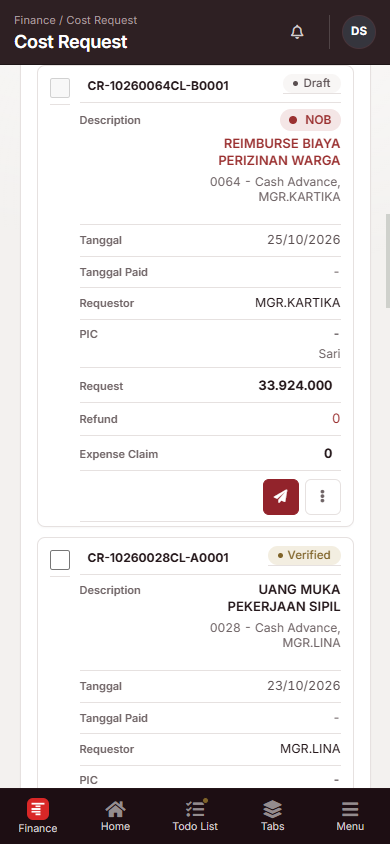 Finance / Cost Request
Cost Request
DS
CR-10260064CL-B0001
Draft
Description
NOB
REIMBURSE BIAYA
PERIZINAN WARGA
0064 - Cash Advance,
MGR.KARTIKA
Tanggal
25/10/2026
Tanggal Paid
-
Requestor
MGR.KARTIKA
PIC
-
Sari
Request
33.924.000
Refund
0
Expense Claim
0
CR-10260028CL-A0001
Verified
Description
UANG MUKA
PEKERJAAN SIPIL
0028 - Cash Advance,
MGR.LINA
Tanggal
23/10/2026
Tanggal Paid
-
Requestor
MGR.LINA
PIC
-
Finance
Home
Todo List
Tabs
Menu